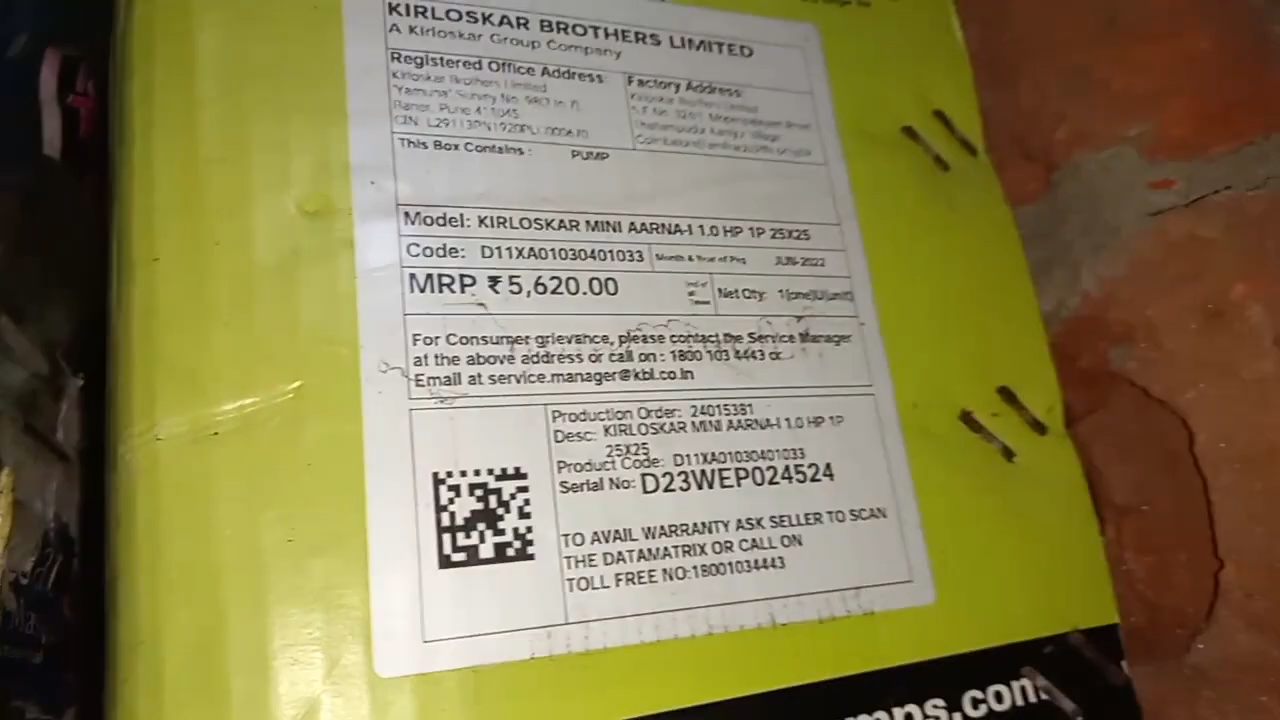 KIRLOSKAR BROTHERS LIMITED
A Kirloskar Group Company
Registered Office Address:
Kirloskar Brothers Limited
"Yamuna" Survey No.
Baner, Pune 411045
Factory Address:
Kirloskar Brothers Limited
This Box Contains : PUMP
Model: KIRLOSKAR MINI AARNA-I 1.0 HP 1P 25X25
Code: D11XA01030401033 Month & Year of Pkg JUN-2022
MRP ₹ 5,620.00
Net Qty: 1(one)U(unit)
For Consumer grievance, please contact the Service Manager
at the above address or call on : 1800 103 4443 or
Email at service.manager@kbl.co.in
Production Order: 24015381
Desc: KIRLOSKAR MINI AARNA-I 1.0 HP 1P
25X25
Product Code: D11XA01030401033
Serial No: D23WEP024524
TO AVAIL WARRANTY ASK SELLER TO SCAN
THE DATAMATRIX OR CALL ON
TOLL FREE NO:18001034443